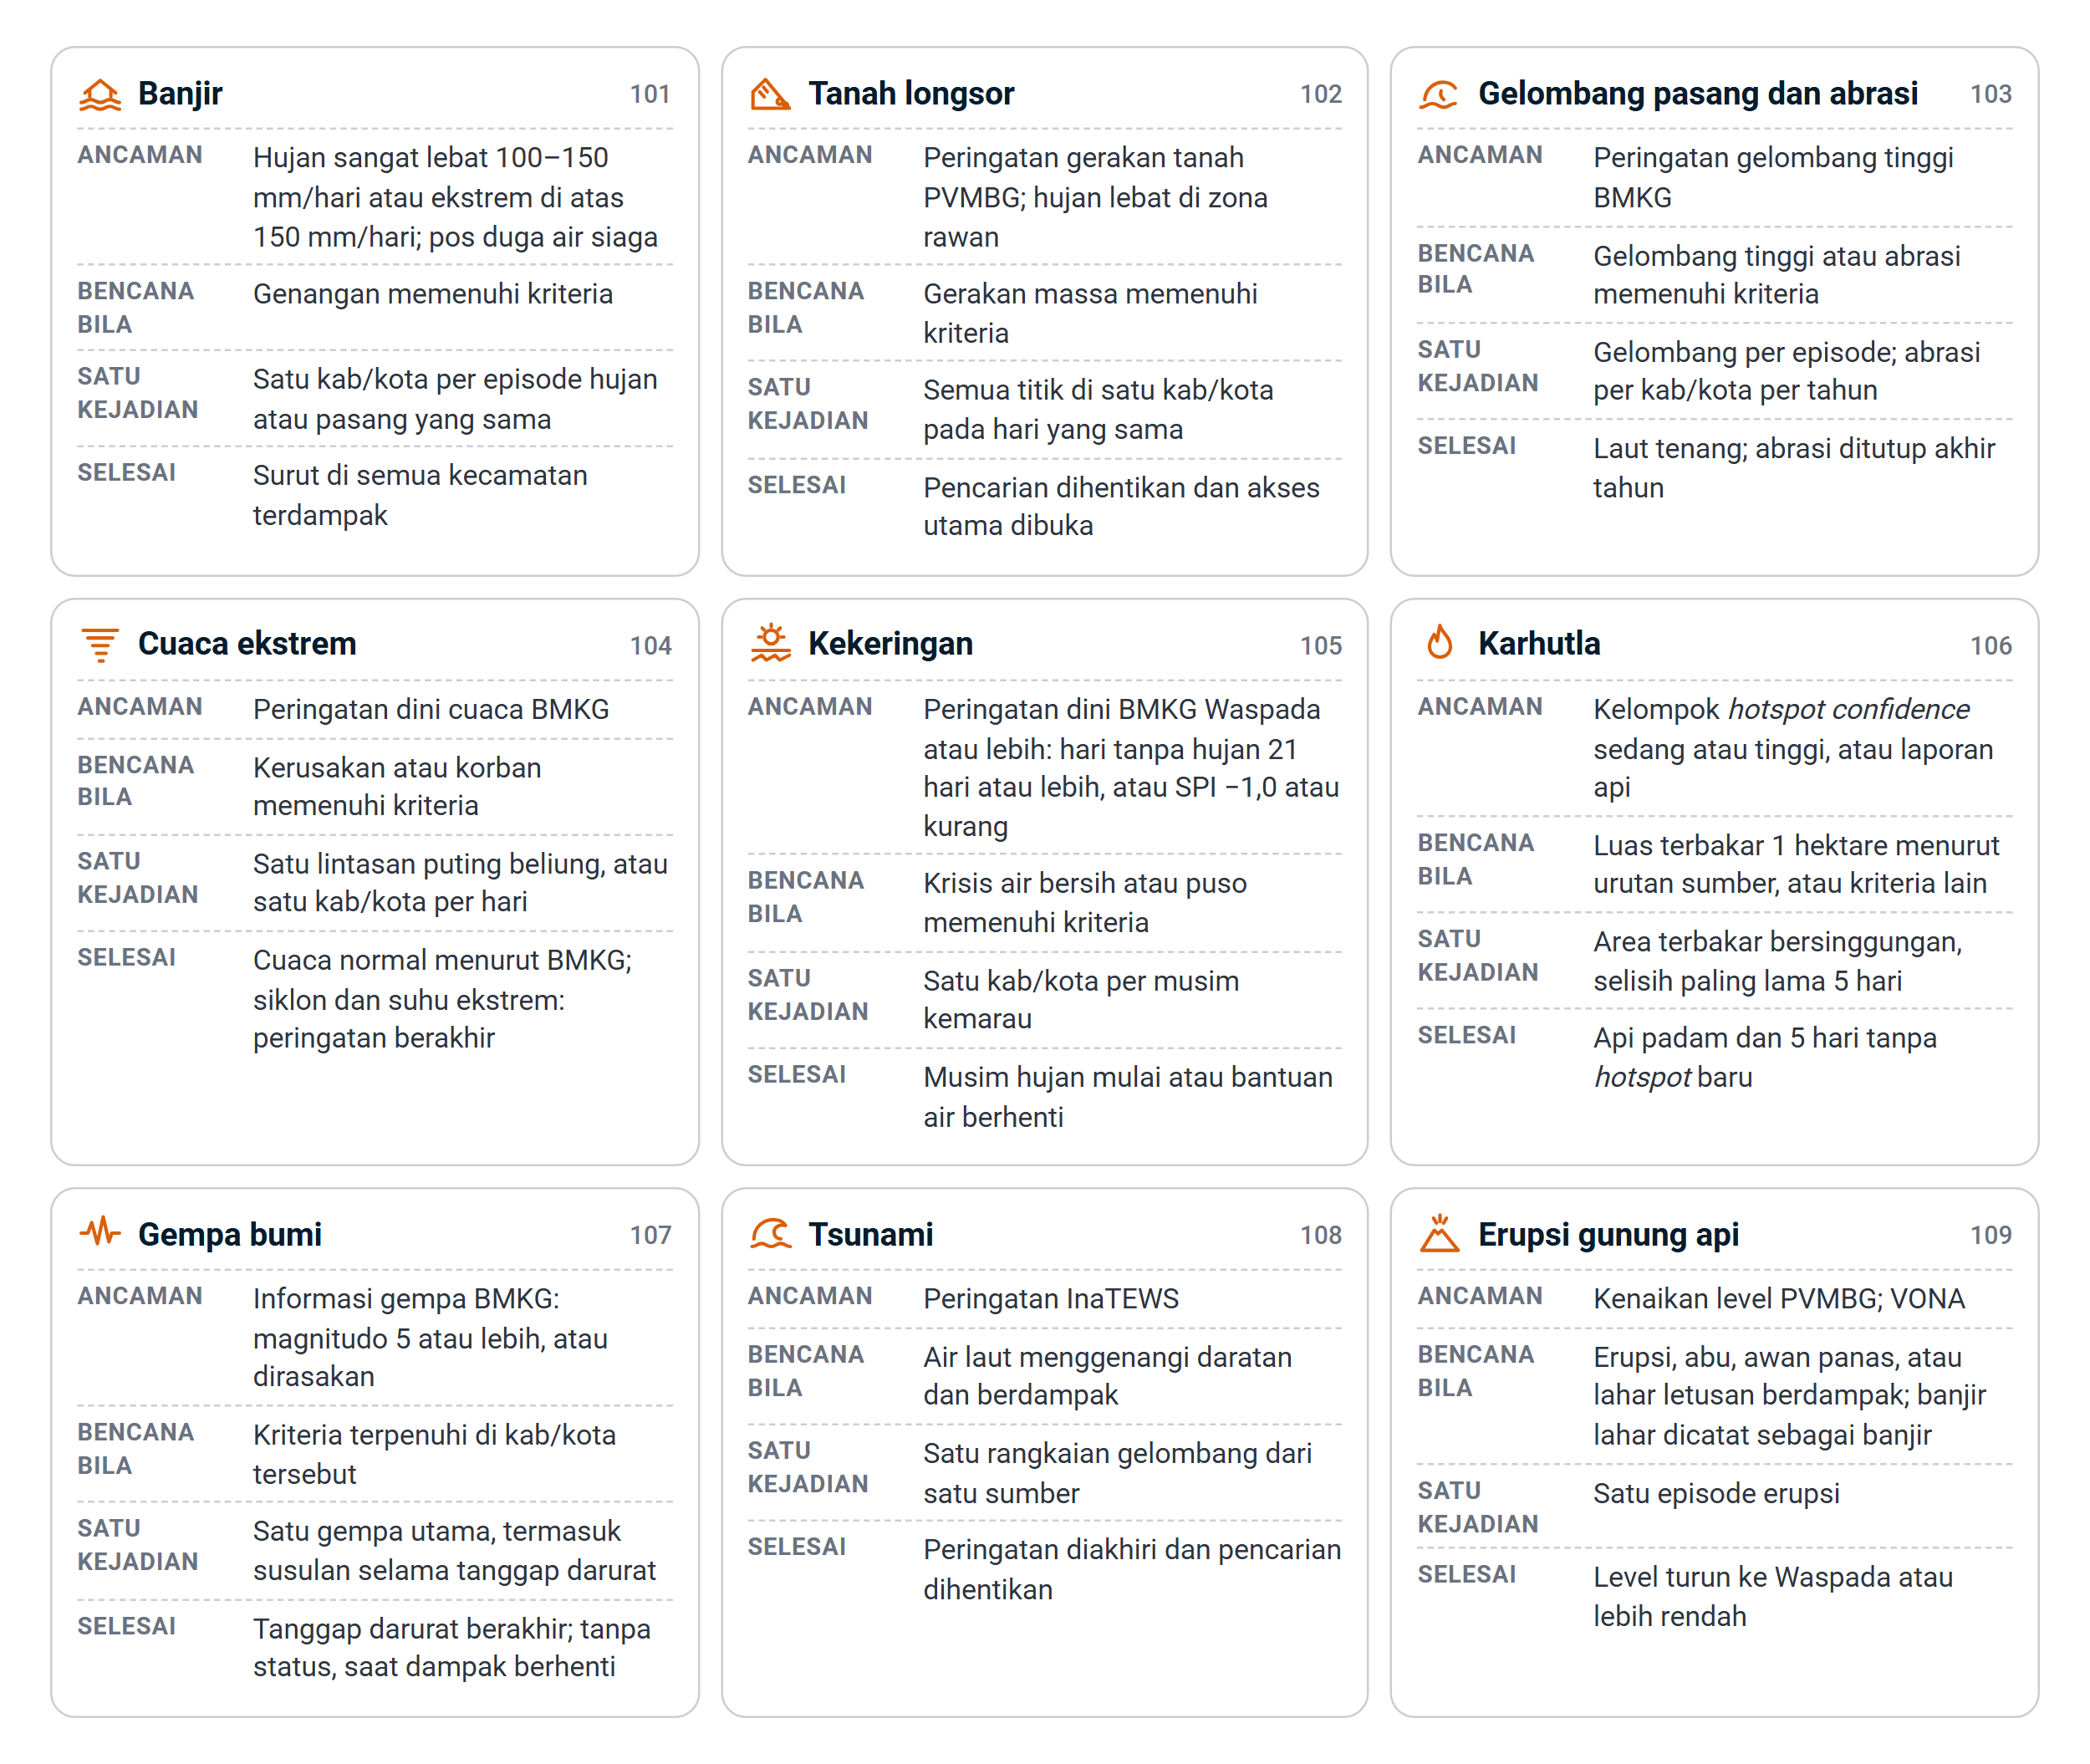 Banjir 101
ANCAMAN Hujan sangat lebat 100–150
mm/hari atau ekstrem di atas
150 mm/hari; pos duga air siaga
BENCANA BILA Genangan memenuhi kriteria
SATU KEJADIAN Satu kab/kota per episode hujan
atau pasang yang sama
SELESAI Surut di semua kecamatan
terdampak
Tanah longsor 102
ANCAMAN Peringatan gerakan tanah
PVMBG; hujan lebat di zona
rawan
BENCANA BILA Gerakan massa memenuhi
kriteria
SATU KEJADIAN Semua titik di satu kab/kota
pada hari yang sama
SELESAI Pencarian dihentikan dan akses
utama dibuka
Gelombang pasang dan abrasi 103
ANCAMAN Peringatan gelombang tinggi
BMKG
BENCANA BILA Gelombang tinggi atau abrasi
memenuhi kriteria
SATU KEJADIAN Gelombang per episode; abrasi
per kab/kota per tahun
SELESAI Laut tenang; abrasi ditutup akhir
tahun
Cuaca ekstrem 104
ANCAMAN Peringatan dini cuaca BMKG
BENCANA BILA Kerusakan atau korban
memenuhi kriteria
SATU KEJADIAN Satu lintasan puting beliung, atau
satu kab/kota per hari
SELESAI Cuaca normal menurut BMKG;
siklon dan suhu ekstrem:
peringatan berakhir
Kekeringan 105
ANCAMAN Peringatan dini BMKG Waspada
atau lebih: hari tanpa hujan 21
hari atau lebih, atau SPI −1,0 atau
kurang
BENCANA BILA Krisis air bersih atau puso
memenuhi kriteria
SATU KEJADIAN Satu kab/kota per musim
kemarau
SELESAI Musim hujan mulai atau bantuan
air berhenti
Karhutla 106
ANCAMAN Kelompok hotspot confidence
sedang atau tinggi, atau laporan
api
BENCANA BILA Luas terbakar 1 hektare menurut
urutan sumber, atau kriteria lain
SATU KEJADIAN Area terbakar bersinggungan,
selisih paling lama 5 hari
SELESAI Api padam dan 5 hari tanpa
hotspot baru
Gempa bumi 107
ANCAMAN Informasi gempa BMKG:
magnitudo 5 atau lebih, atau
dirasakan
BENCANA BILA Kriteria terpenuhi di kab/kota
tersebut
SATU KEJADIAN Satu gempa utama, termasuk
susulan selama tanggap darurat
SELESAI Tanggap darurat berakhir; tanpa
status, saat dampak berhenti
Tsunami 108
ANCAMAN Peringatan InaTEWS
BENCANA BILA Air laut menggenangi daratan
dan berdampak
SATU KEJADIAN Satu rangkaian gelombang dari
satu sumber
SELESAI Peringatan diakhiri dan pencarian
dihentikan
Erupsi gunung api 109
ANCAMAN Kenaikan level PVMBG; VONA
BENCANA BILA Erupsi, abu, awan panas, atau
lahar letusan berdampak; banjir
lahar dicatat sebagai banjir
SATU KEJADIAN Satu episode erupsi
SELESAI Level turun ke Waspada atau
lebih rendah